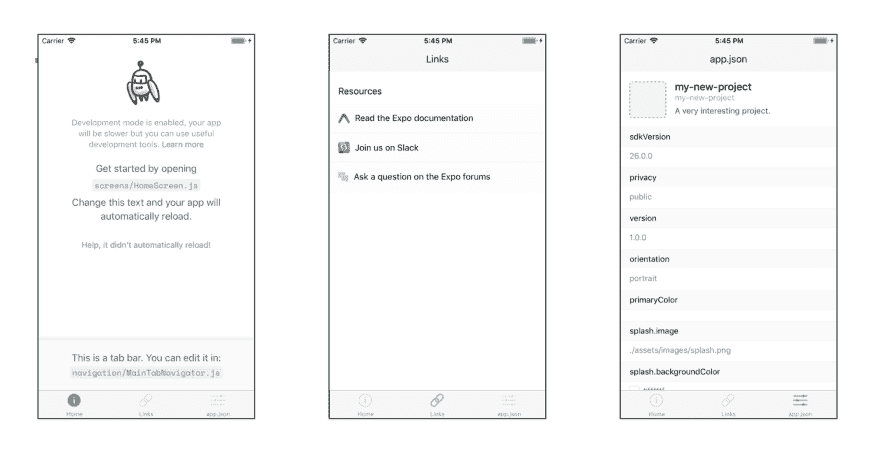 Carrier 5:45 PM
Development mode is enabled, your app
will be slower but you can use useful
development tools. Learn more
Get started by opening
screens/HomeScreen.js
Change this text and your app will
automatically reload.
Help, it didn't automatically reload!
This is a tab bar. You can edit it in:
navigation/MainTabNavigator.js
Home Links app.json
Carrier 5:45 PM
Links
Resources
Read the Expo documentation
Join us on Slack
Ask a question on the Expo forums
Home Links app.json
Carrier 5:45 PM
app.json
my-new-project
my-new-project
A very interesting project.
sdkVersion
26.0.0
privacy
public
version
1.0.0
orientation
portrait
primaryColor
splash.image
./assets/images/splash.png
splash.backgroundColor
Home Links app.json